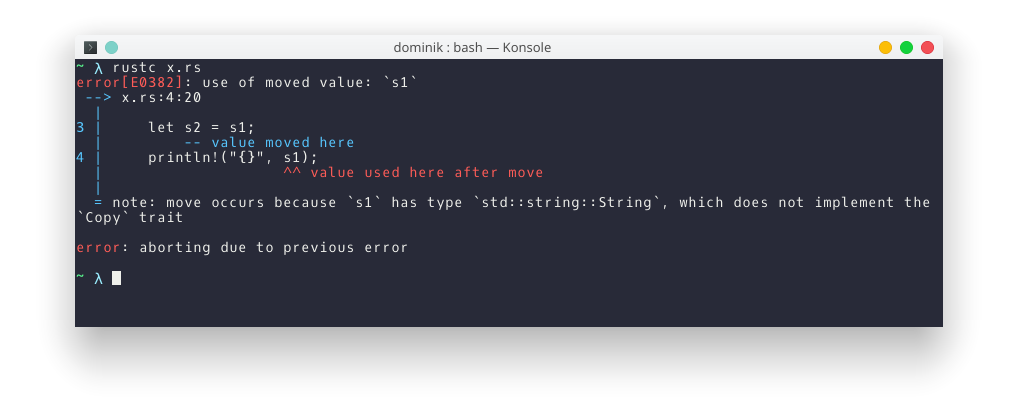 dominik : bash — Konsole
~ λ rustc x.rs
error[E0382]: use of moved value: `s1`
 --> x.rs:4:20
  |
3 |     let s2 = s1;
  |         -- value moved here
4 |     println!("{}", s1);
  |                    ^^ value used here after move
  |
  = note: move occurs because `s1` has type `std::string::String`, which does not implement the
`Copy` trait
error: aborting due to previous error
~ λ